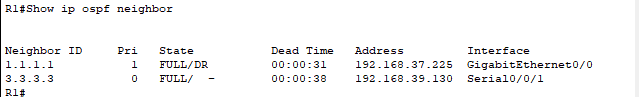 R1#Show ip ospf neighbor
Neighbor ID     Pri   State           Dead Time   Address         Interface
1.1.1.1           1   FULL/DR         00:00:31    192.168.37.225  GigabitEthernet0/0
3.3.3.3           0   FULL/  -        00:00:38    192.168.39.130  Serial0/0/1
R1#